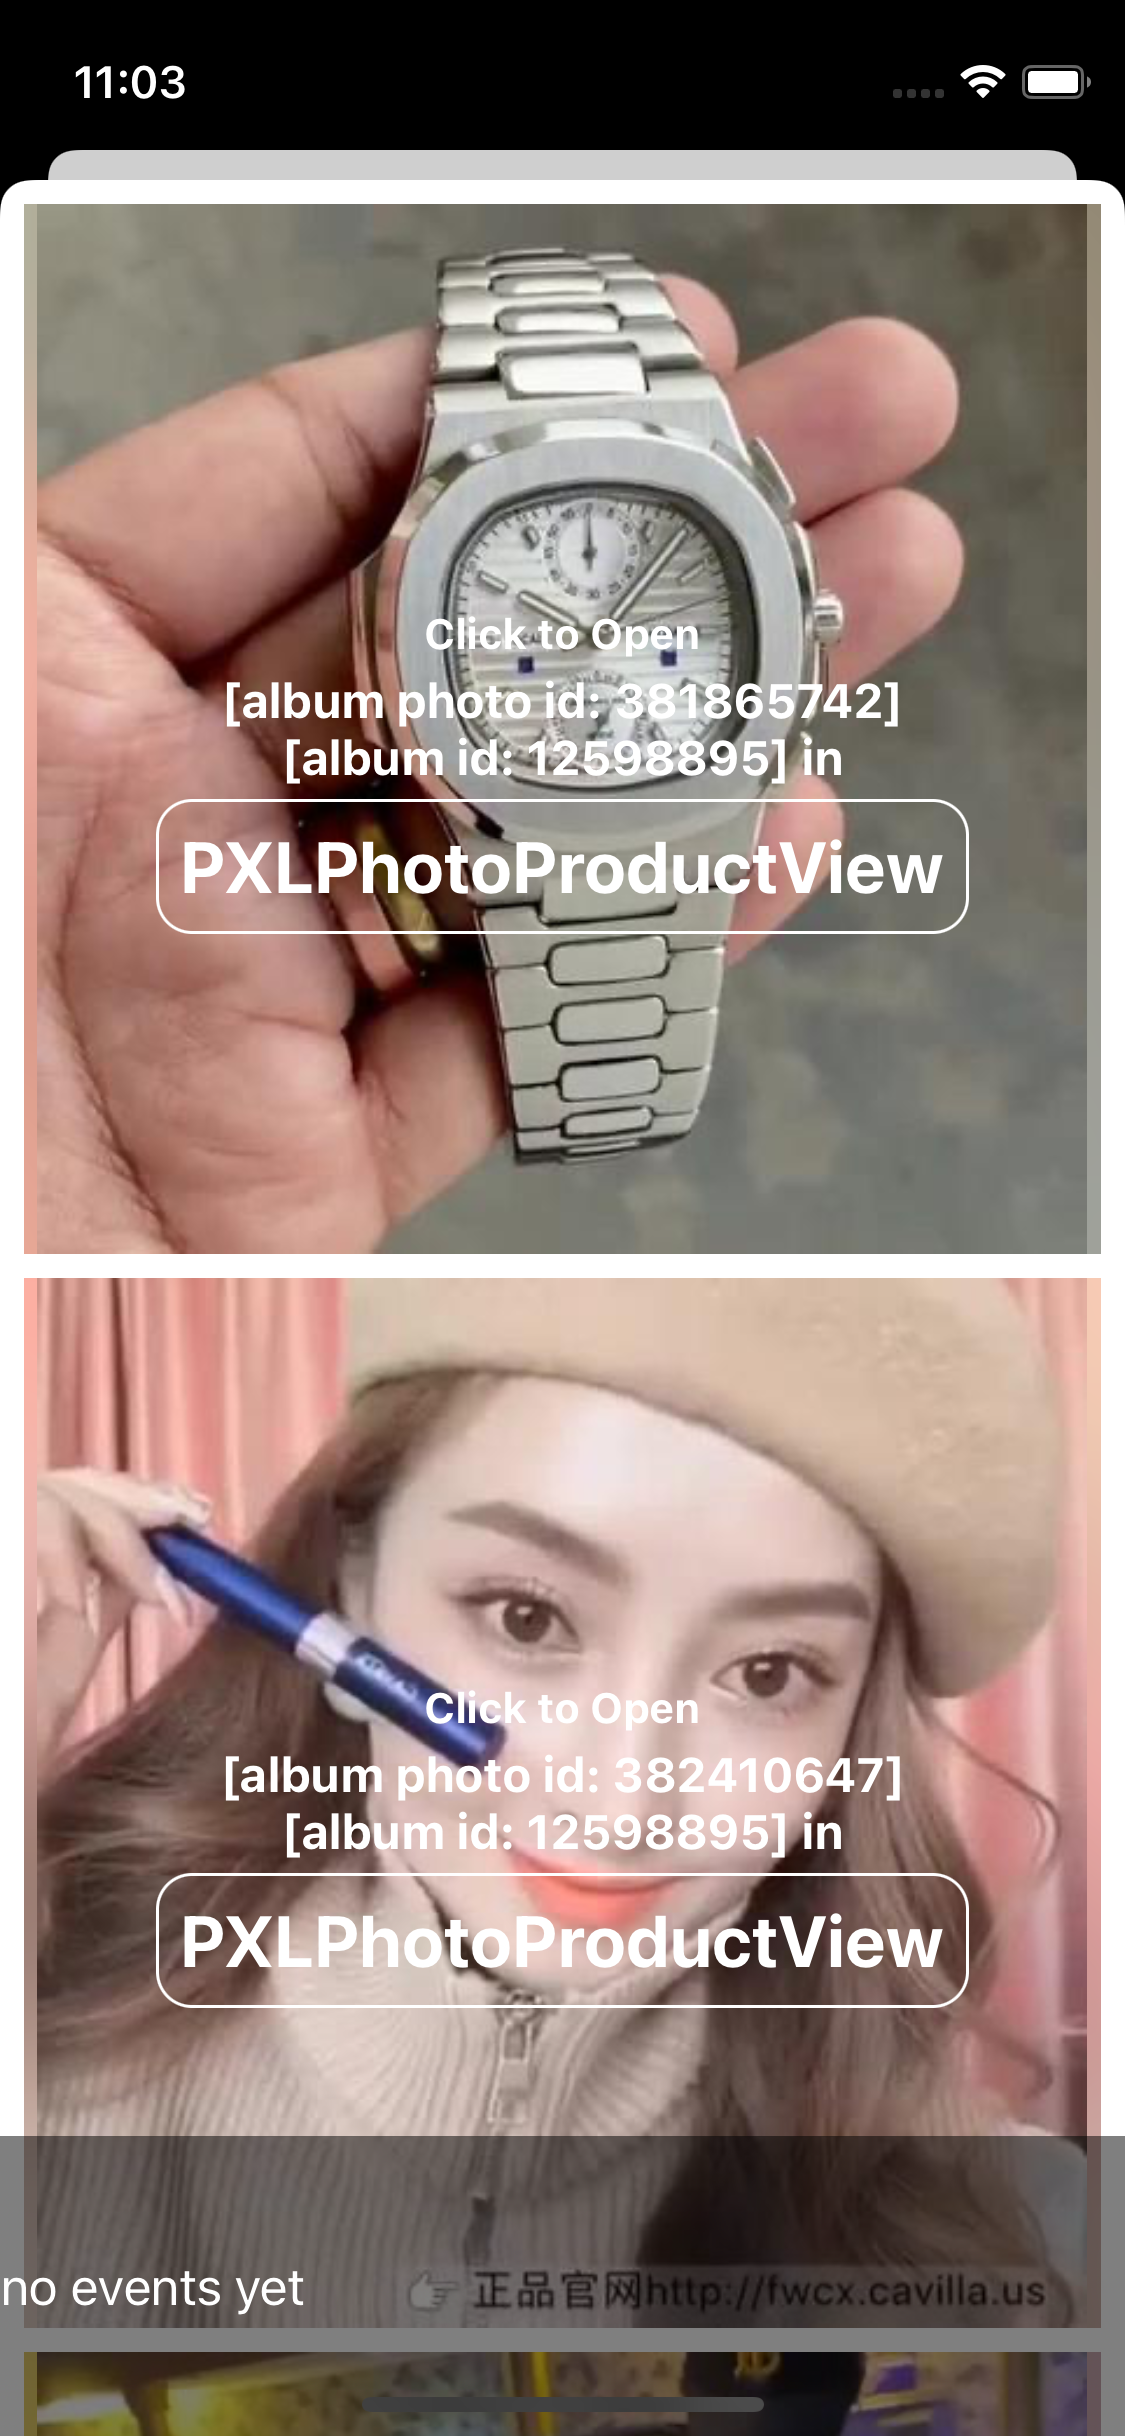 11:03
Click to Open
[album photo id: 381865742]
[album id: 12598895] in
PXLPhotoProductView
Click to Open
[album photo id: 382410647]
[album id: 12598895] in
PXLPhotoProductView
no events yet
正品官网http://fwcx.cavilla.us